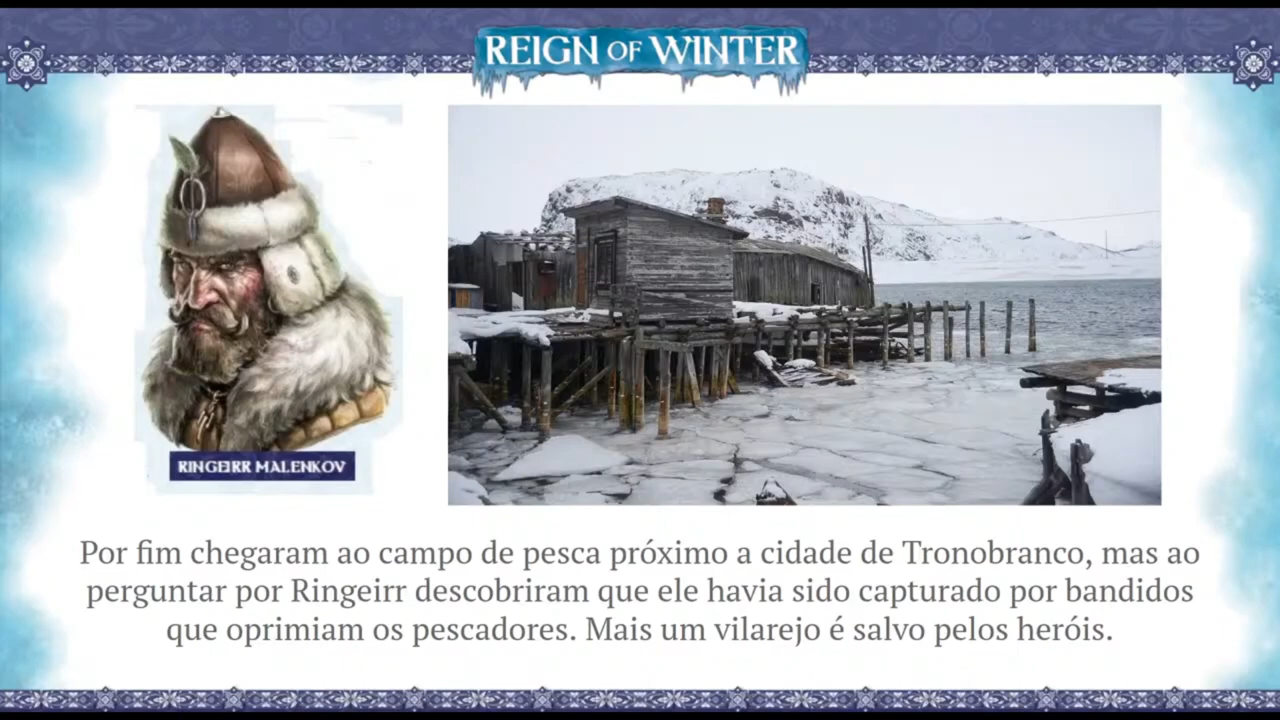 REIGN OF WINTER
RINGEIRR MALENKOV
Por fim chegaram ao campo de pesca próximo a cidade de Tronobranco, mas ao
perguntar por Ringeirr descobriram que ele havia sido capturado por bandidos
que oprimiam os pescadores. Mais um vilarejo é salvo pelos heróis.